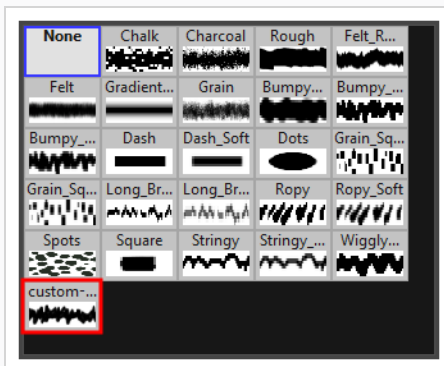 None Chalk Charcoal Rough Felt_R...
Felt Gradient... Grain Bumpy... Bumpy_...
Bumpy_... Dash Dash_Soft Dots Grain_Sq...
Grain_Sq... Long_Br... Long_Br... Ropy Ropy_Soft
Spots Square Stringy Stringy_... Wiggly...
custom-...